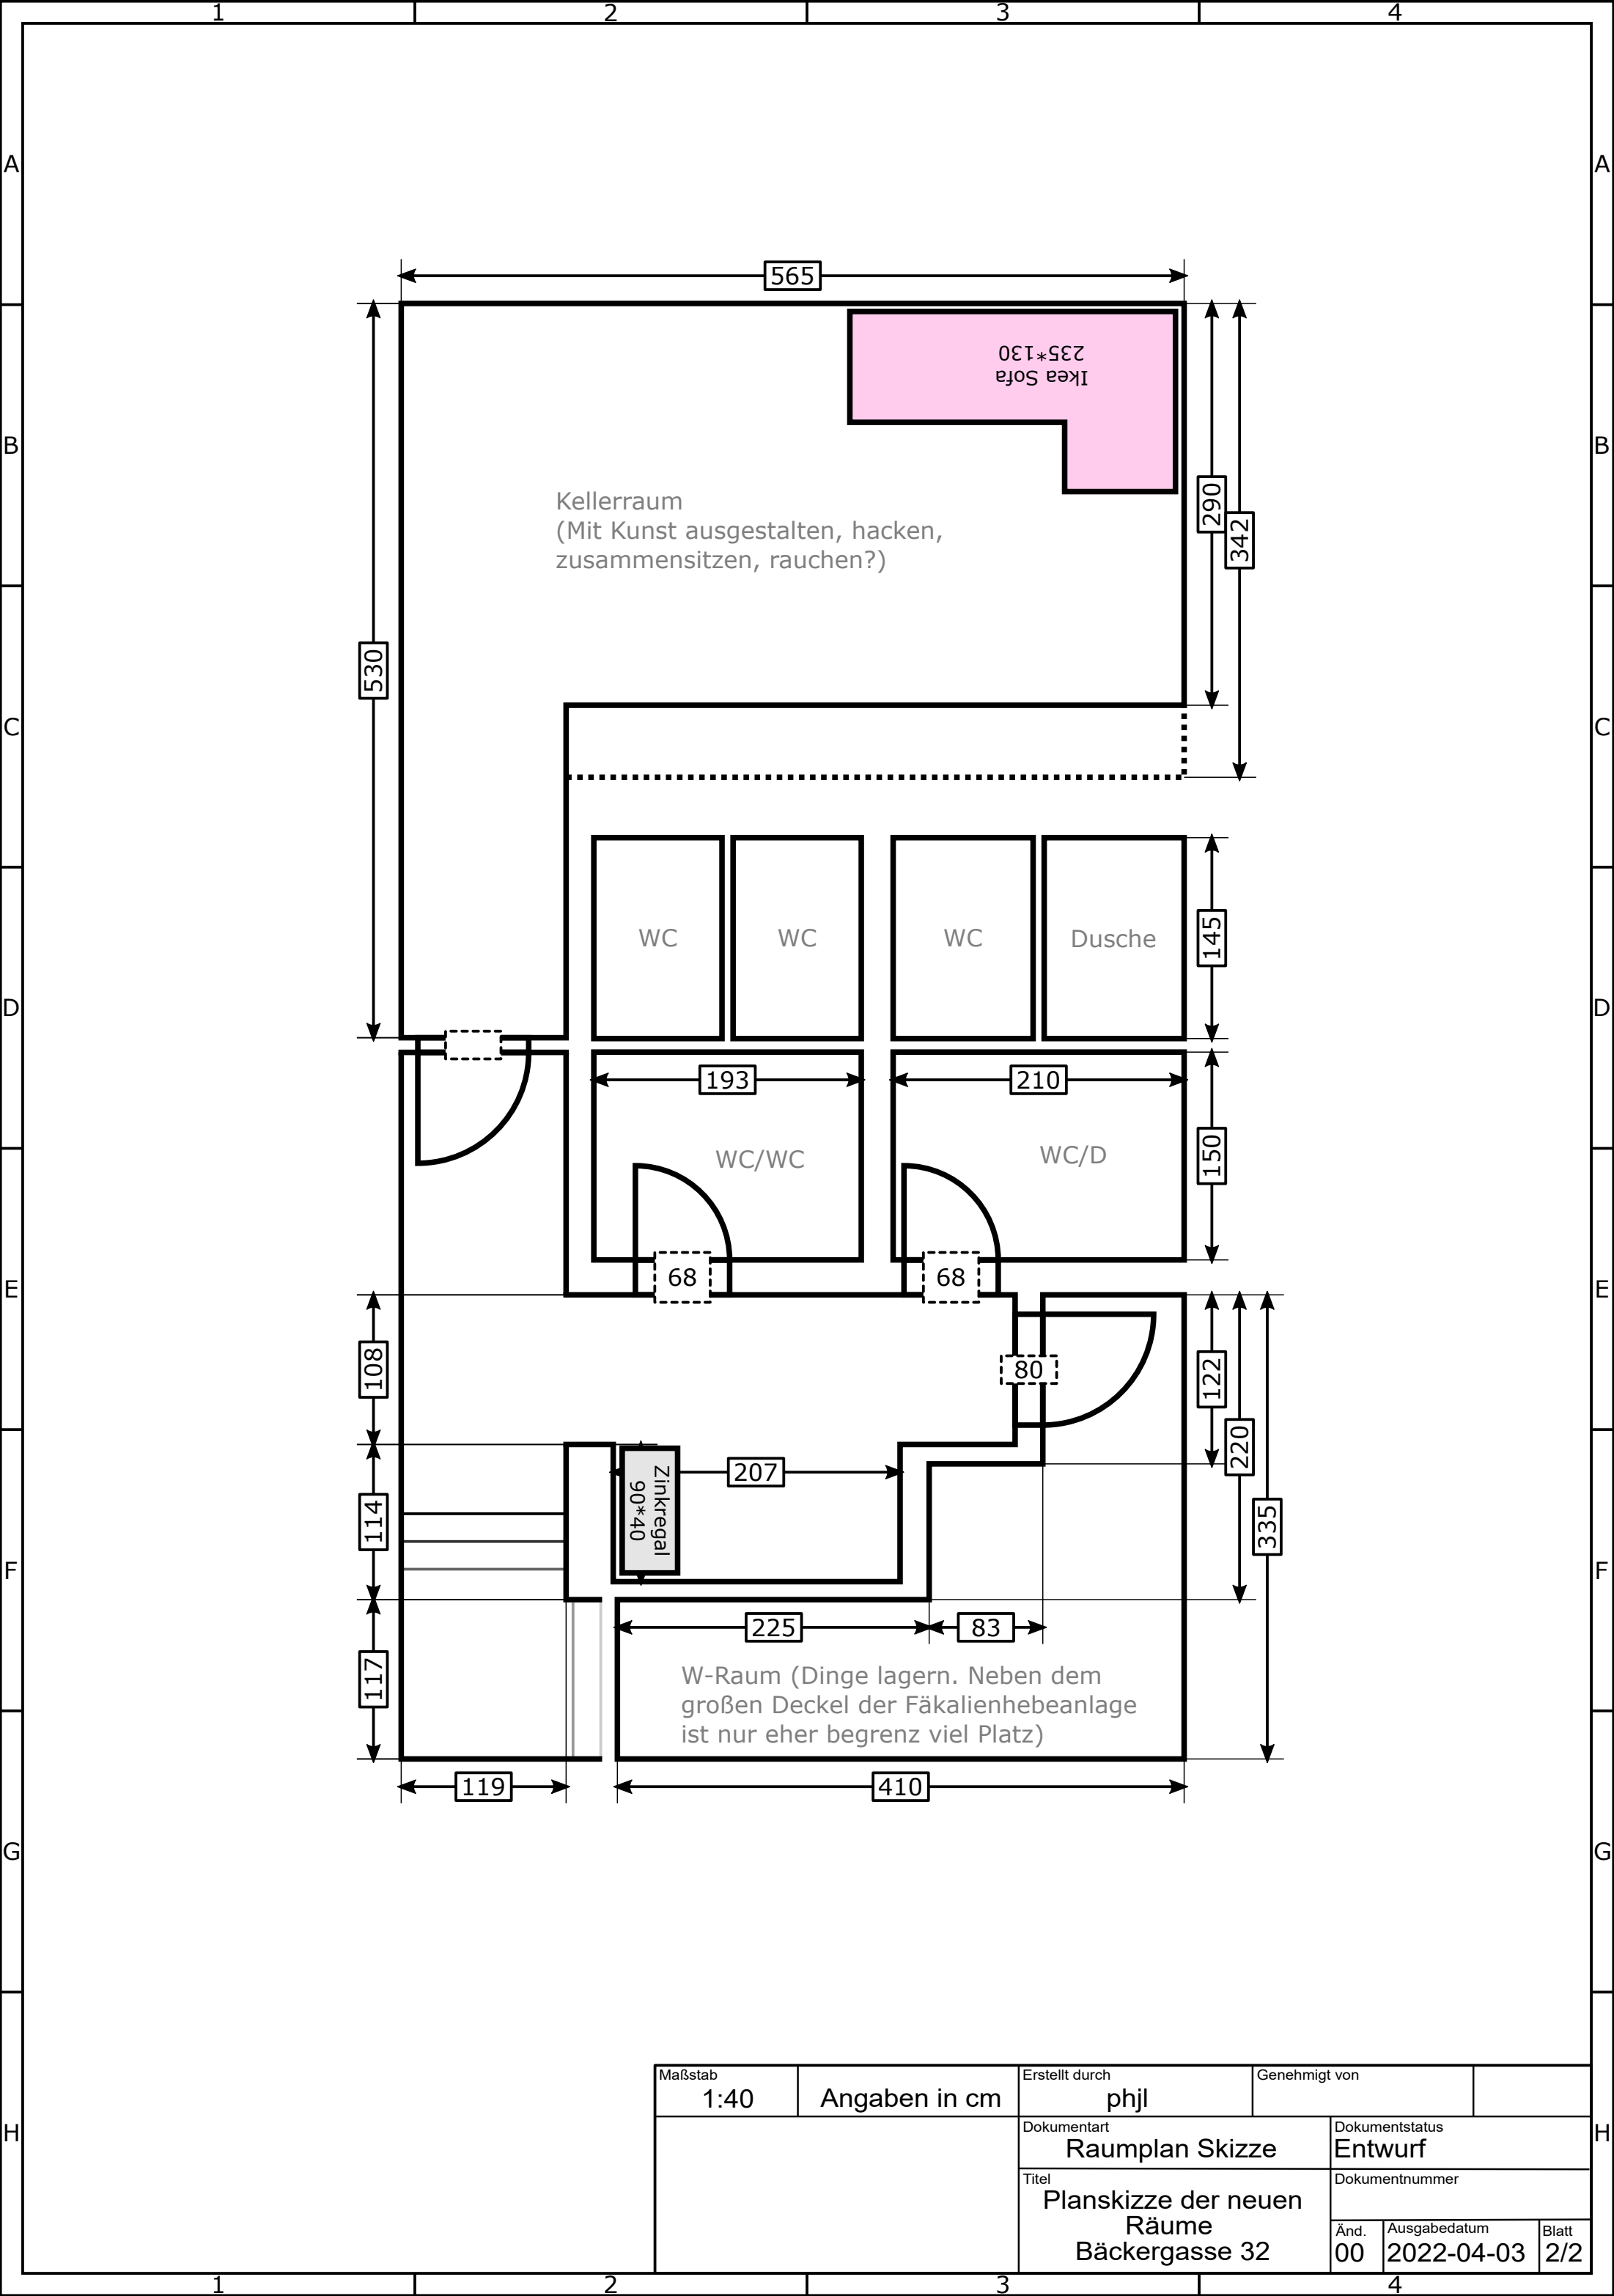 1 2 3 4
A A
B B
C C
D D
E E
F F
G G
H H
565
Ikea Sofa
235*130
Kellerraum
(Mit Kunst ausgestalten, hacken,
zusammensitzen, rauchen?)
290
342
530
WC WC WC Dusche
145
193 210
WC/WC WC/D
150
68 68
108
80
122
220
335
114
Zinkregal
90*40
207
225 83
117
W-Raum (Dinge lagern. Neben dem
großen Deckel der Fäkalienhebeanlage
ist nur eher begrenz viel Platz)
119 410
Maßstab
1:40
Angaben in cm
Erstellt durch
phjl
Genehmigt von
Dokumentart
Raumplan Skizze
Dokumentstatus
Entwurf
Titel
Planskizze der neuen
Räume
Bäckergasse 32
Dokumentnummer
Änd.
00
Ausgabedatum
2022-04-03
Blatt
2/2
1 2 3 4